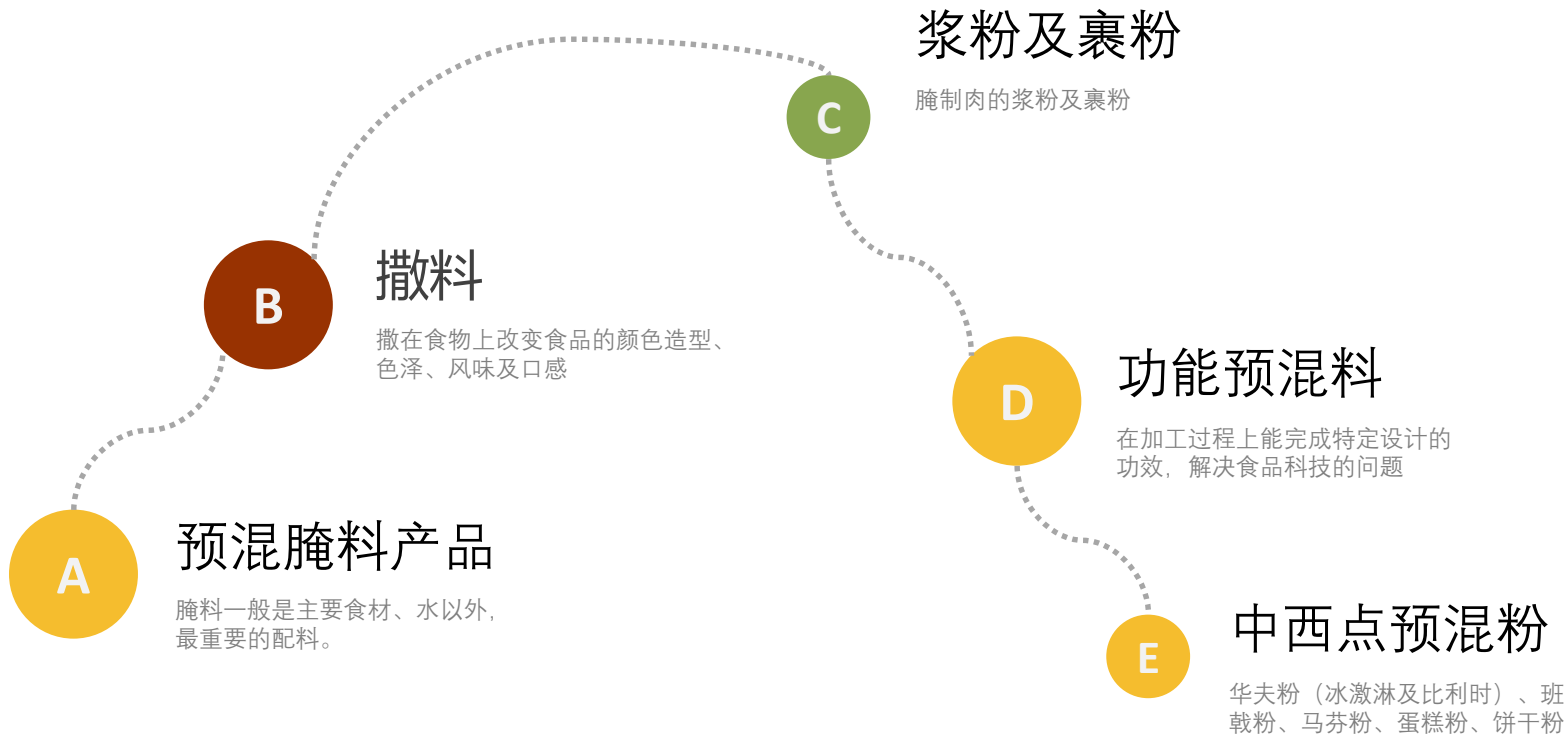 A
预混腌料产品
腌料一般是主要食材、水以外,
最重要的配料。
B
撒料
撒在食物上改变食品的颜色造型、
色泽、风味及口感
C
浆粉及裹粉
腌制肉的浆粉及裹粉
D
功能预混料
在加工过程上能完成特定设计的
功效,解决食品科技的问题
E
中西点预混粉
华夫粉（冰激淋及比利时）、班
戟粉、马芬粉、蛋糕粉、饼干粉